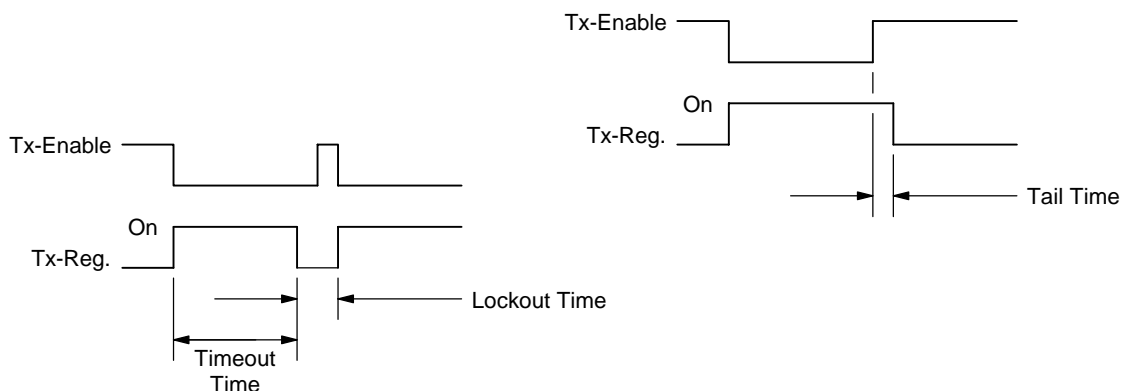 Tx-Enable
On
Tx-Reg.
Lockout Time
Timeout
Time
Tx-Enable
On
Tx-Reg.
Tail Time